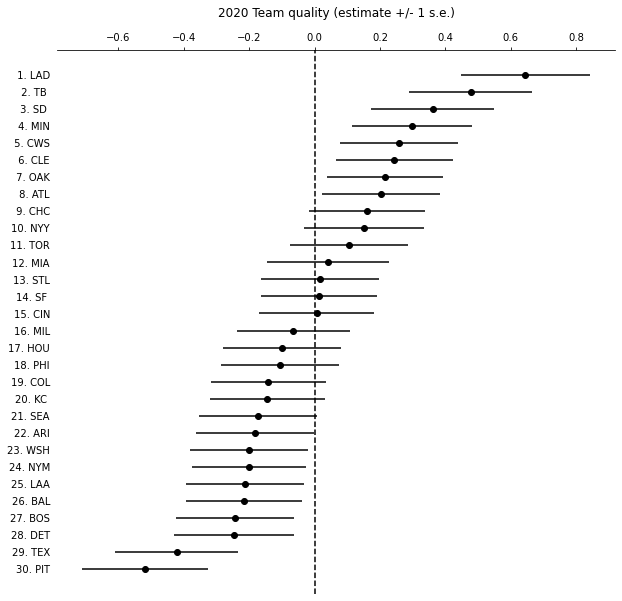 2020 Team quality (estimate +/- 1 s.e.)
−0.6 −0.4 −0.2 0.0 0.2 0.4 0.6 0.8
1. LAD
2. TB
3. SD
4. MIN
5. CWS
6. CLE
7. OAK
8. ATL
9. CHC
10. NYY
11. TOR
12. MIA
13. STL
14. SF
15. CIN
16. MIL
17. HOU
18. PHI
19. COL
20. KC
21. SEA
22. ARI
23. WSH
24. NYM
25. LAA
26. BAL
27. BOS
28. DET
29. TEX
30. PIT